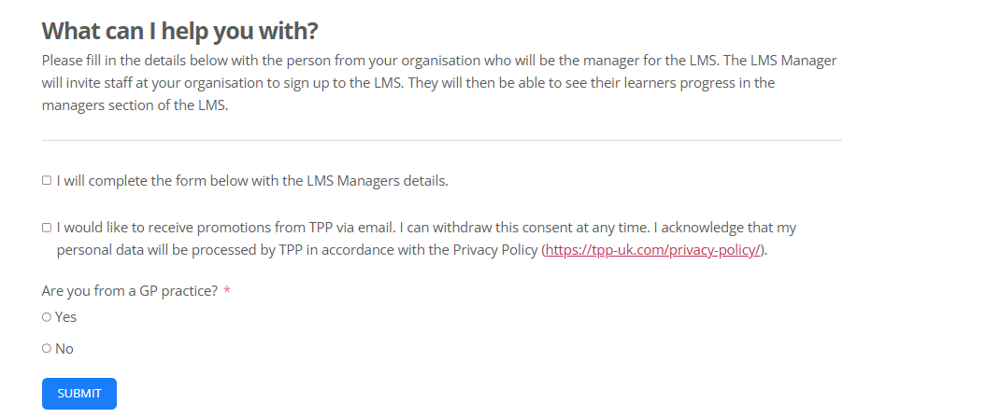 What can I help you with?
Please fill in the details below with the person from your organisation who will be the manager for the LMS. The LMS Manager
will invite staff at your organisation to sign up to the LMS. They will then be able to see their learners progress in the
managers section of the LMS.
I will complete the form below with the LMS Managers details.
I would like to receive promotions from TPP via email. I can withdraw this consent at any time. I acknowledge that my
personal data will be processed by TPP in accordance with the Privacy Policy (https://tpp-uk.com/privacy-policy/).
Are you from a GP practice? *
Yes
No
SUBMIT